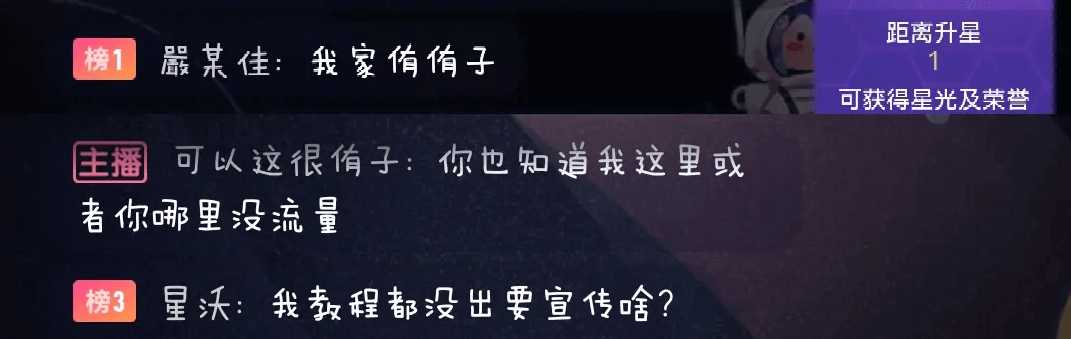 距离升星
1
可获得星光及荣誉
榜1 嚴某佳：我家侑侑子
主播 可以这很侑子：你也知道我这里或
者你哪里没流量
榜3 星沃：我教程都没出要宣传啥？